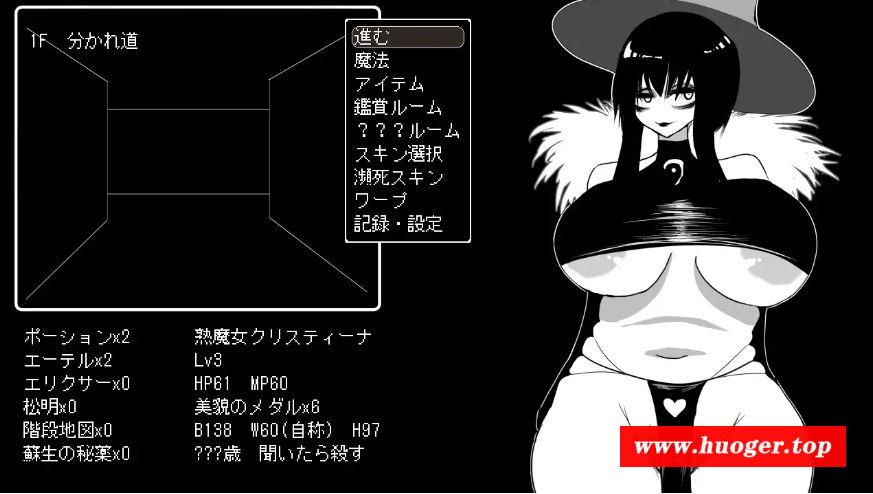 1F 分かれ道
進む
魔法
アイテム
鑑賞ルーム
???ルーム
スキン選択
瀕死スキン
ワープ
記録・設定
ポーションx2
エーテルx2
エリクサーx0
松明x0
階段地図x0
蘇生の秘薬x0
熟魔女クリスティーナ
Lv3
HP61 MP60
美貌のメダルx6
B138 W60(自称) H97
???歳 聞いたら殺す
www.huoger.top